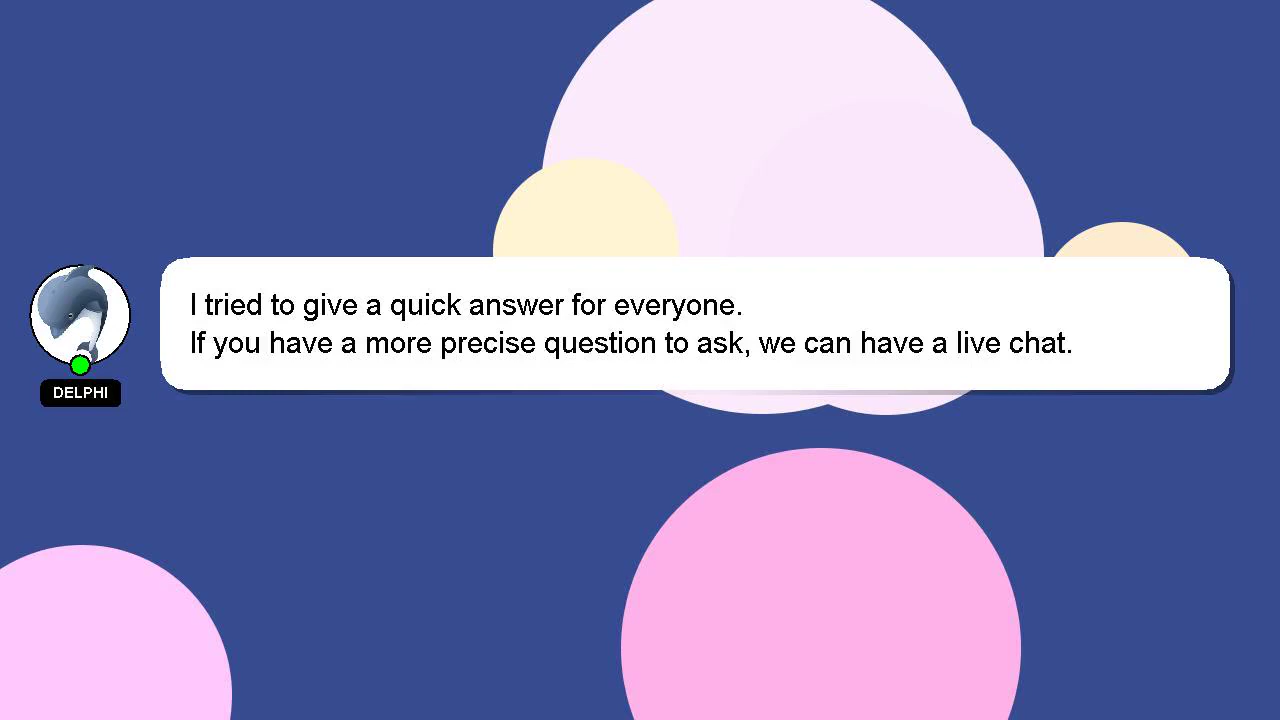 I tried to give a quick answer for everyone.
If you have a more precise question to ask, we can have a live chat.
DELPHI